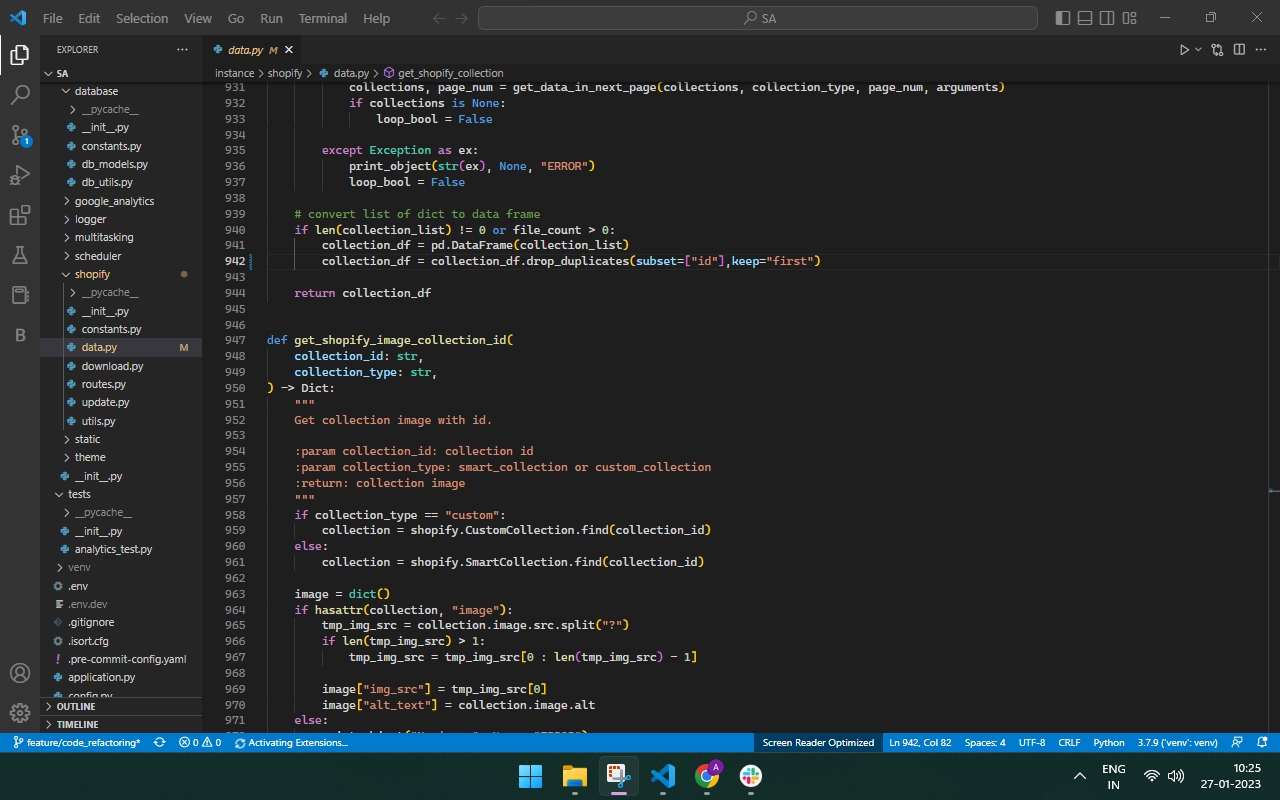 File Edit Selection View Go Run Terminal Help
SA
EXPLORER
SA
database
__pycache__
__init__.py
constants.py
db_models.py
db_utils.py
google_analytics
logger
multitasking
scheduler
shopify
__pycache__
__init__.py
constants.py
data.py M
download.py
routes.py
update.py
utils.py
static
theme
__init__.py
tests
__pycache__
__init__.py
analytics_test.py
venv
.env
.env.dev
.gitignore
.isort.cfg
.pre-commit-config.yaml
application.py
config.py
OUTLINE
TIMELINE
data.py M
instance > shopify > data.py > get_shopify_collection
931 collections, page_num = get_data_in_next_page(collections, collection_type, page_num, arguments)
932 if collections is None:
933 loop_bool = False
934
935 except Exception as ex:
936 print_object(str(ex), None, "ERROR")
937 loop_bool = False
938
939 # convert list of dict to data frame
940 if len(collection_list) != 0 or file_count > 0:
941 collection_df = pd.DataFrame(collection_list)
942 collection_df = collection_df.drop_duplicates(subset=["id"],keep="first")
943
944 return collection_df
945
946
947 def get_shopify_image_collection_id(
948 collection_id: str,
949 collection_type: str,
950 ) -> Dict:
951 """
952 Get collection image with id.
953
954 :param collection_id: collection id
955 :param collection_type: smart_collection or custom_collection
956 :return: collection image
957 """
958 if collection_type == "custom":
959 collection = shopify.CustomCollection.find(collection_id)
960 else:
961 collection = shopify.SmartCollection.find(collection_id)
962
963 image = dict()
964 if hasattr(collection, "image"):
965 tmp_img_src = collection.image.src.split("?")
966 if len(tmp_img_src) > 1:
967 tmp_img_src = tmp_img_src[0 : len(tmp_img_src) - 1]
968
969 image["img_src"] = tmp_img_src[0]
970 image["alt_text"] = collection.image.alt
971 else:
feature/code_refactoring* 0 0 Activating Extensions... Screen Reader Optimized Ln 942, Col 82 Spaces: 4 UTF-8 CRLF Python 3.7.9 ('venv': venv)
ENG
IN
10:25
27-01-2023